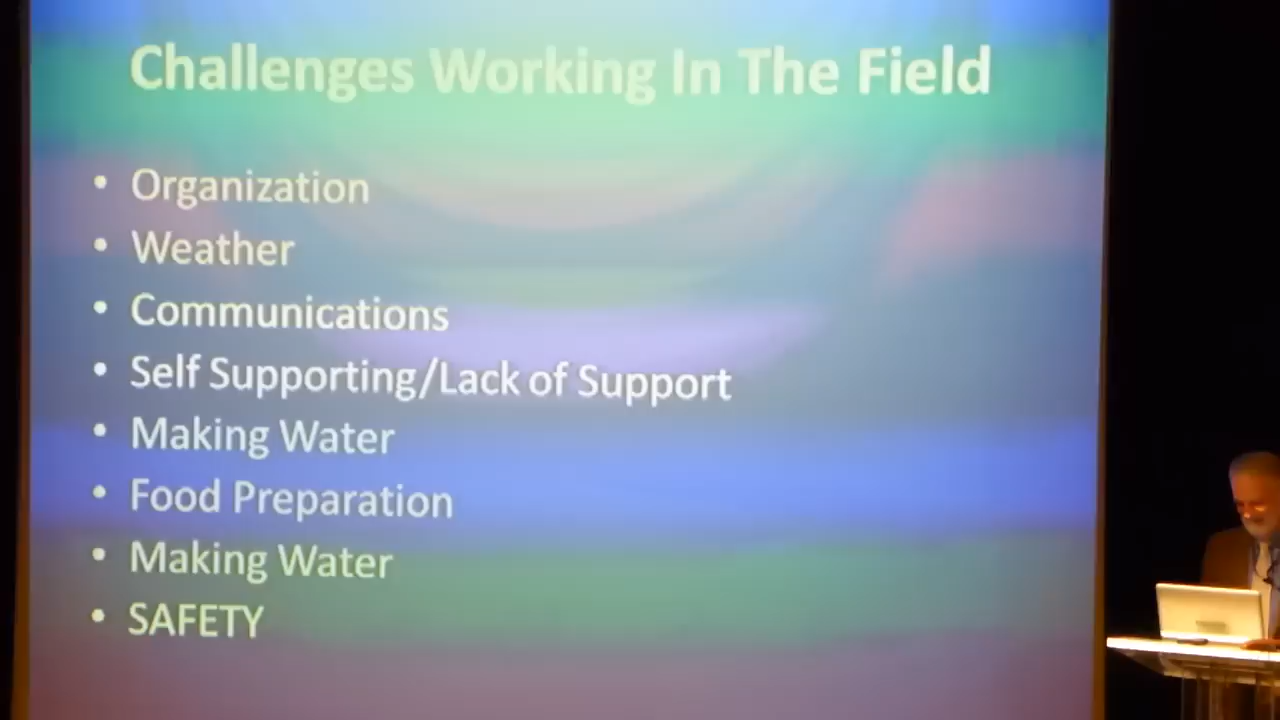 Challenges Working In The Field
• Organization
• Weather
• Communications
• Self Supporting/Lack of Support
• Making Water
• Food Preparation
• Making Water
• SAFETY